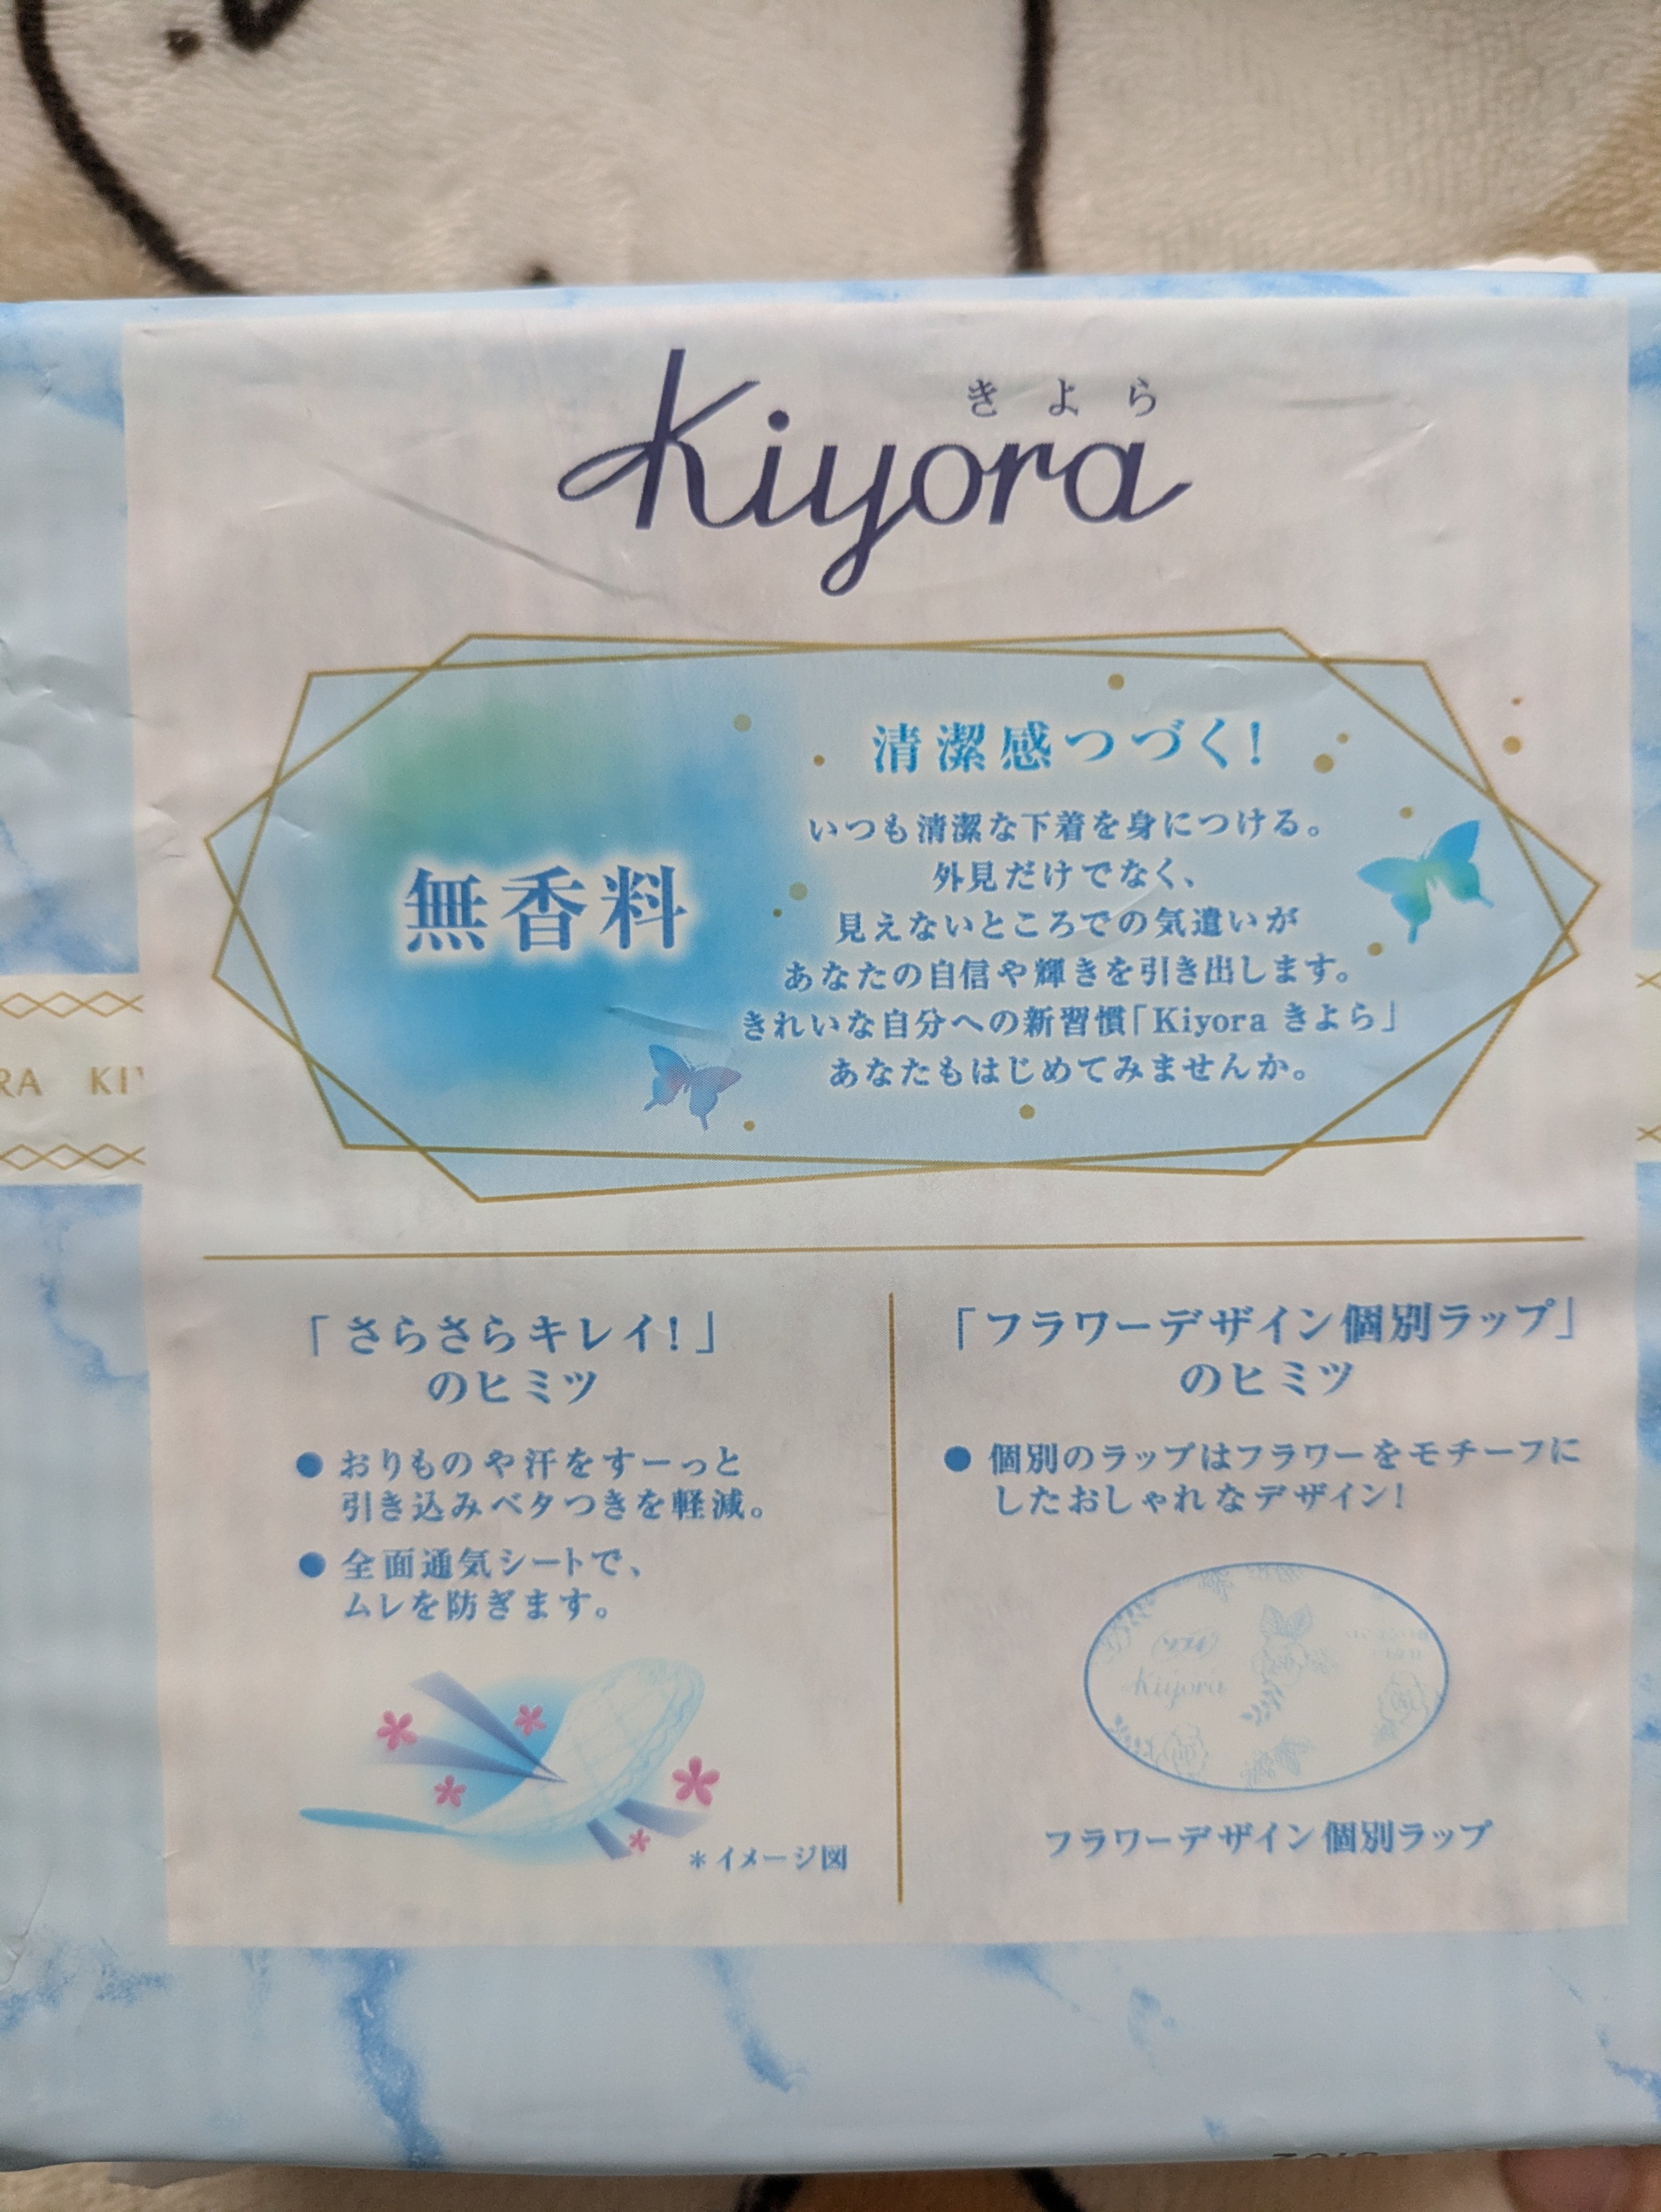 きよら
Kiyora
無香料
清潔感つづく!
いつも清潔な下着を身につける。
外見だけでなく、
見えないところでの気遣いが
あなたの自信や輝きを引き出します。
きれいな自分への新習慣「Kiyora きよら」
あなたもはじめてみませんか。
RA KIY
「さらさらキレイ!」
のヒミツ
●おりものや汗をすーっと
引き込みベタつきを軽減。
●全面通気シートで、
ムレを防ぎます。
*イメージ図
「フラワーデザイン個別ラップ」
のヒミツ
●個別のラップはフラワーをモチーフに
したおしゃれなデザイン!
Kiyora
フラワーデザイン個別ラップ